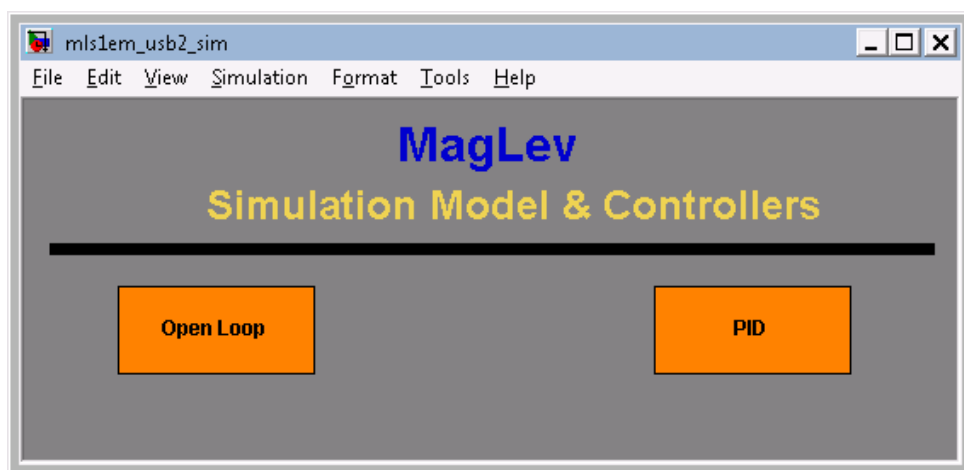 mls1em_usb2_sim
File Edit View Simulation Format Tools Help
MagLev
Simulation Model & Controllers
Open Loop PID